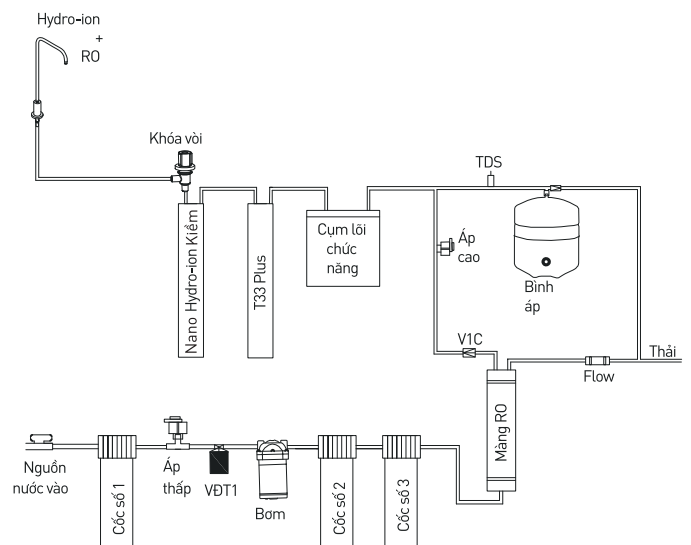 Hydro-ion
+
RO
Khóa vòi
TDS
Nano Hydro-ion Kiềm
T33 Plus
Cụm lõi
chức
năng
Áp
cao
Bình
áp
V1C
Thải
Flow
Màng RO
Nguồn
nước vào
Cốc số 1
Áp
thấp
VĐT1
Bơm
Cốc số 2
Cốc số 3